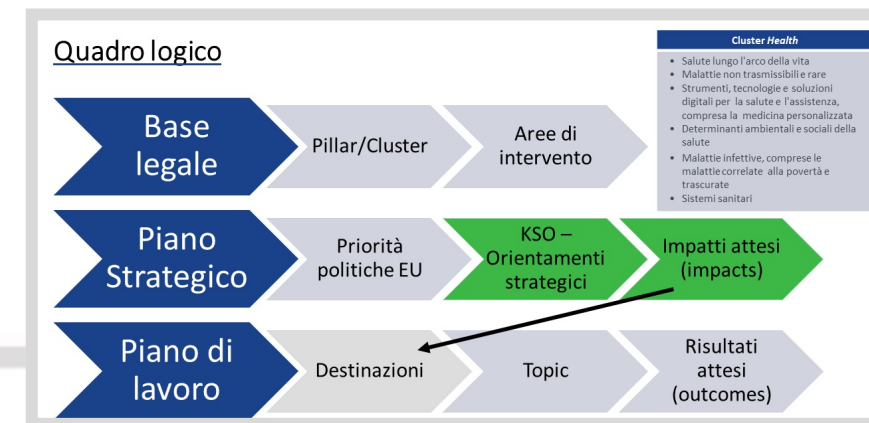 Quadro logico
Cluster Health
• Salute lungo l'arco della vita
• Malattie non trasmissibili e rare
• Strumenti, tecnologie e soluzioni
digitali per la salute e l'assistenza,
compresa la medicina personalizzata
• Determinanti ambientali e sociali della
salute
• Malattie infettive, comprese le
malattie correlate alla povertà e
trascurate
• Sistemi sanitari
Base
legale
Pillar/Cluster
Aree di
intervento
Piano
Strategico
Priorità
politiche EU
KSO –
Orientamenti
strategici
Impatti attesi
(impacts)
Piano di
lavoro
Destinazioni
Topic
Risultati
attesi
(outcomes)